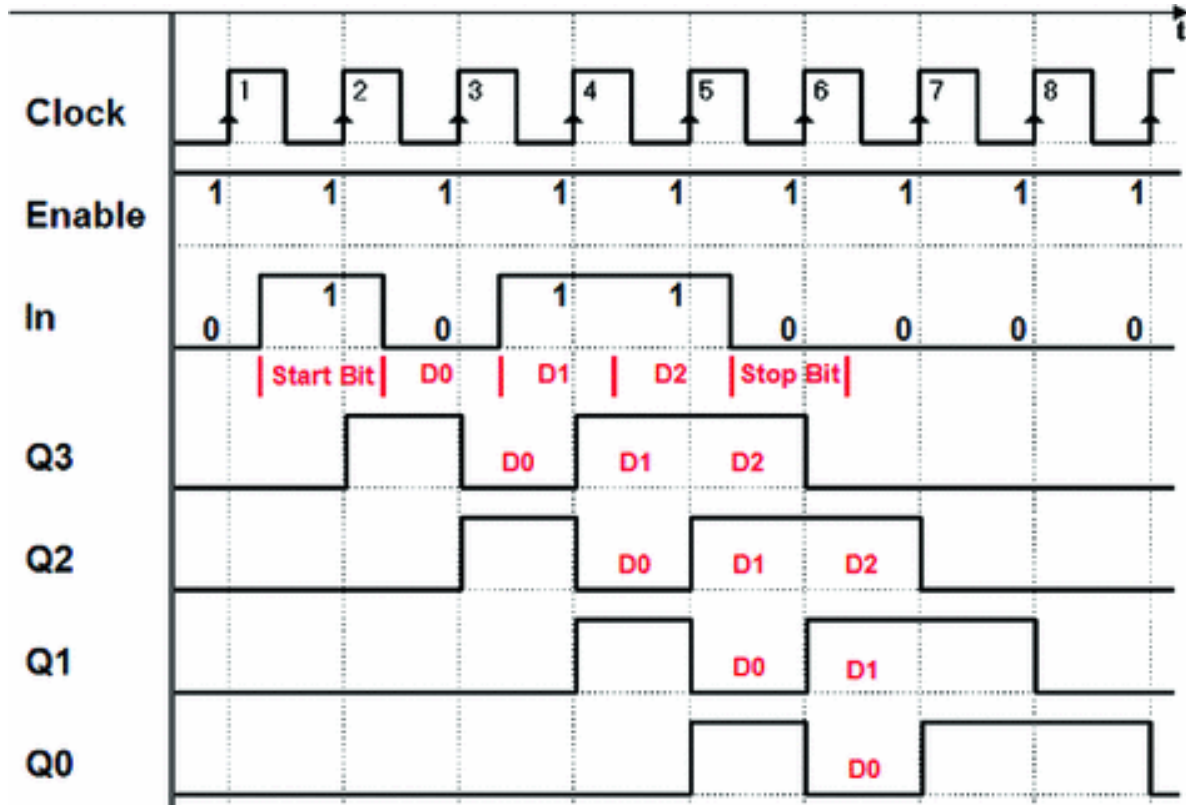 t
Clock 1 2 3 4 5 6 7 8
Enable 1 1 1 1 1 1 1 1 1
In 0 1 0 1 1 0 0 0 0
Start Bit D0 D1 D2 Stop Bit
Q3 D0 D1 D2
Q2 D0 D1 D2
Q1 D0 D1
Q0 D0